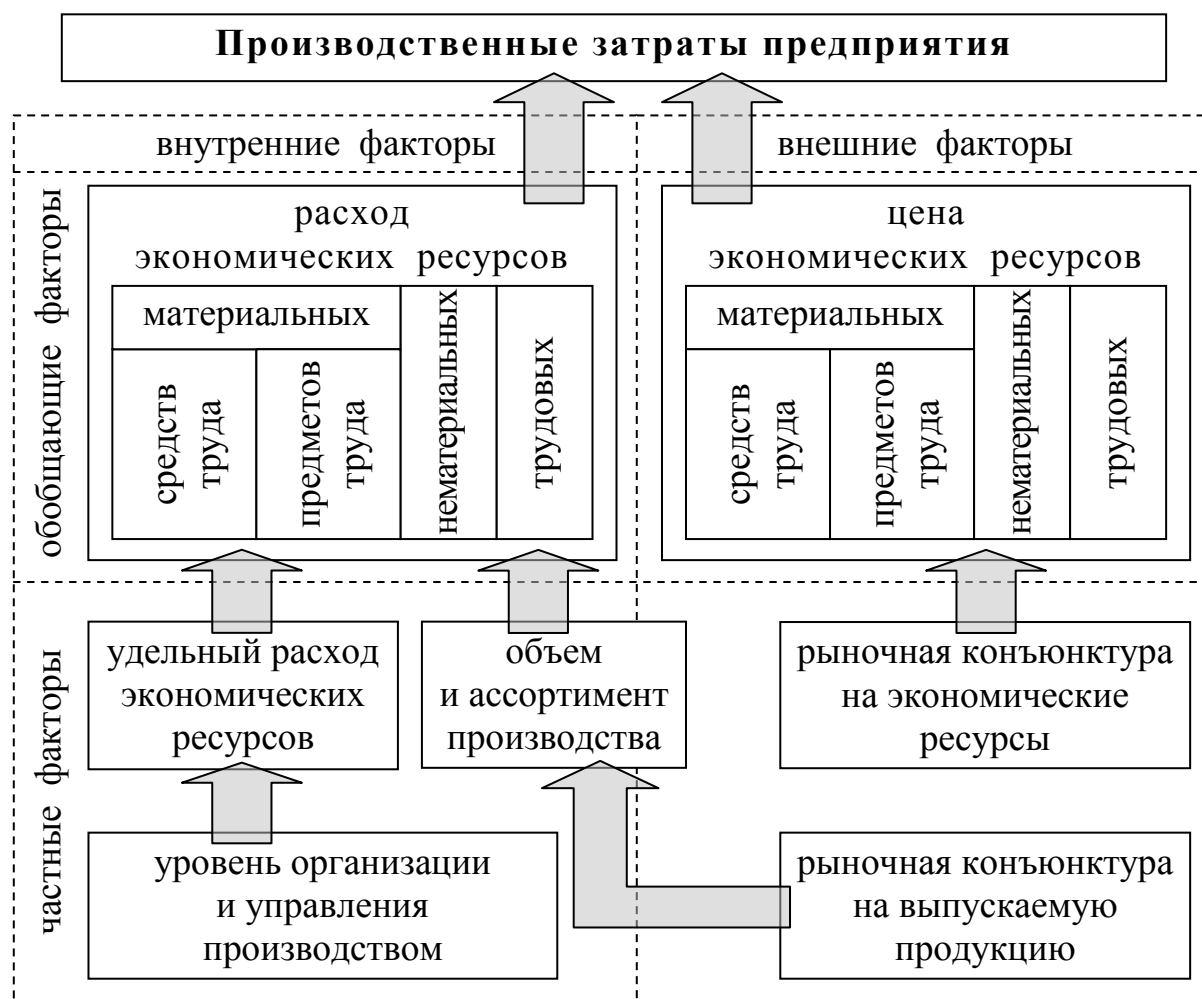 Производственные затраты предприятия
внутренние факторы
внешние факторы
обобщающие факторы
расход
экономических ресурсов
материальных
средств
труда
предметов
труда
нематериальных
трудовых
цена
экономических ресурсов
материальных
средств
труда
предметов
труда
нематериальных
трудовых
частные факторы
удельный расход
экономических
ресурсов
объем
и ассортимент
производства
рыночная конъюнктура
на экономические
ресурсы
уровень организации
и управления
производством
рыночная конъюнктура
на выпускаемую
продукцию